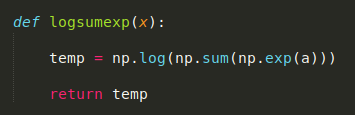 def logsumexp(x):
temp = np.log(np.sum(np.exp(a)))
return temp